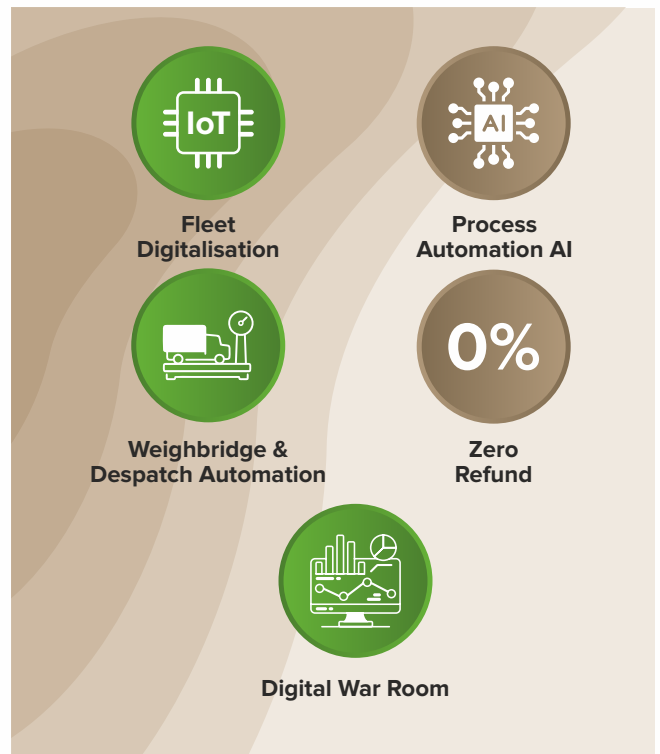 IoT
Fleet
Digitalisation
AI
Process
Automation AI
Weighbridge &
Despatch Automation
0%
Zero
Refund
Digital War Room